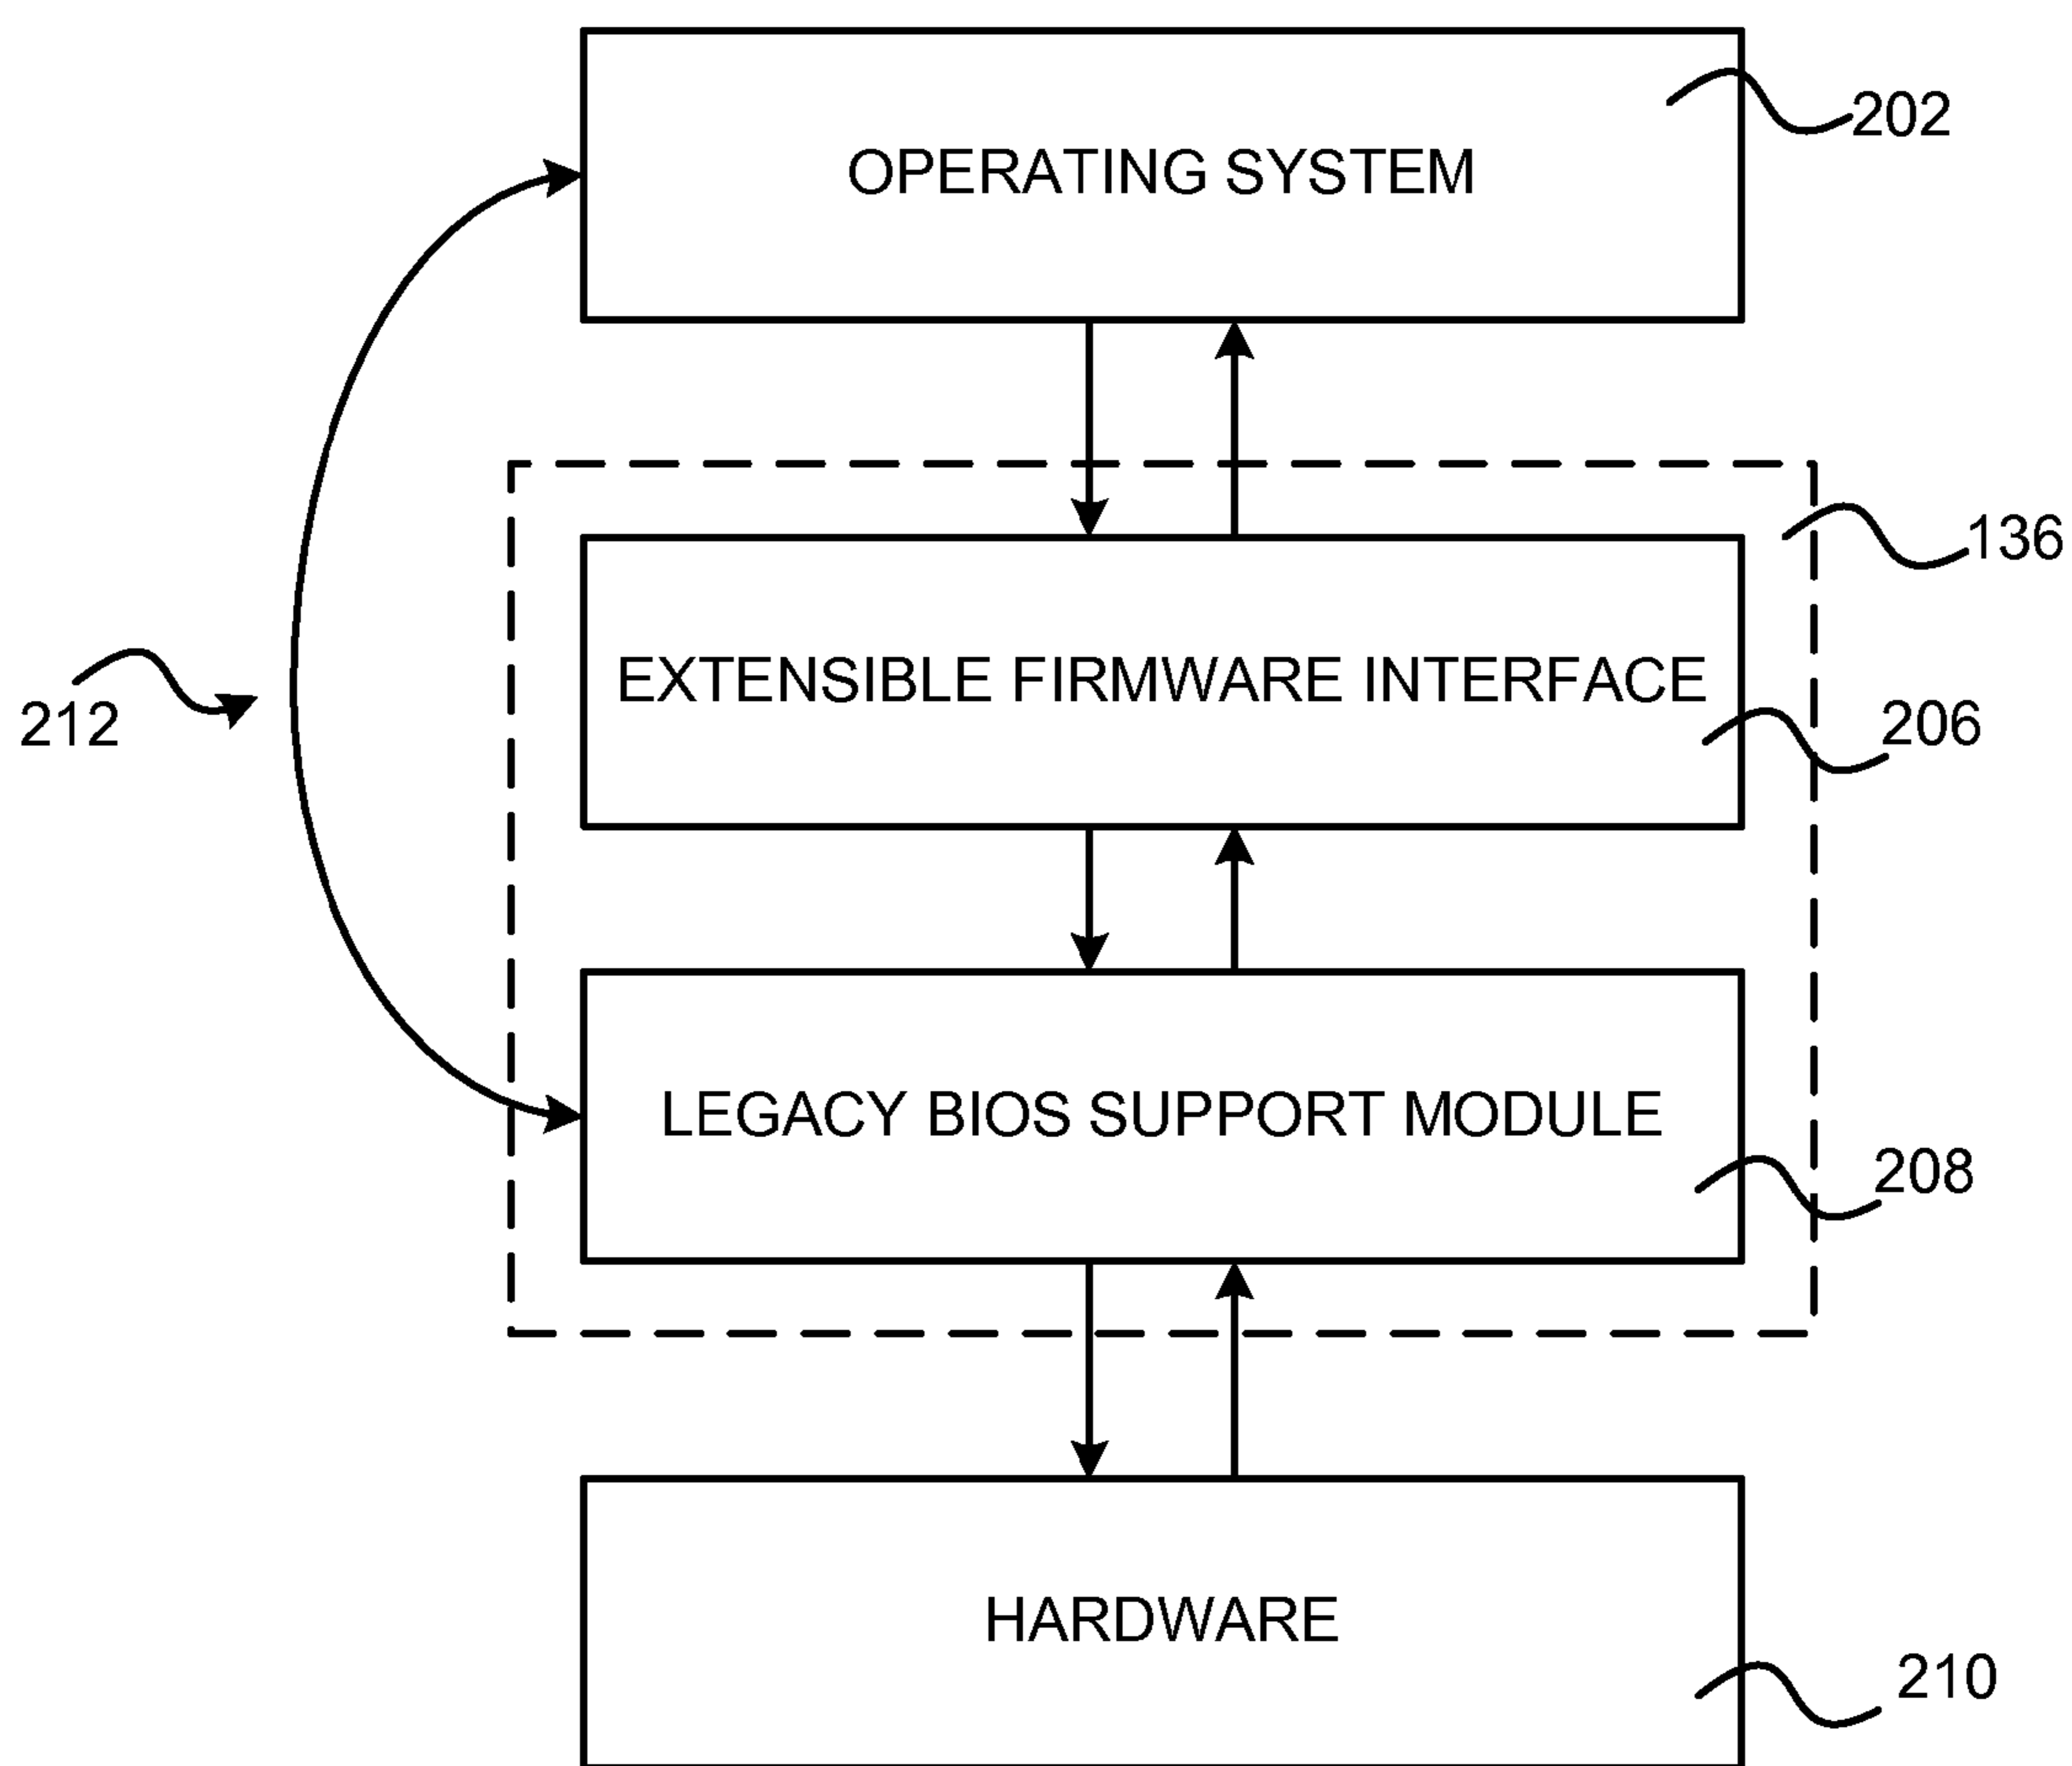 OPERATING SYSTEM
202
136
EXTENSIBLE FIRMWARE INTERFACE
206
212
LEGACY BIOS SUPPORT MODULE
208
HARDWARE
210